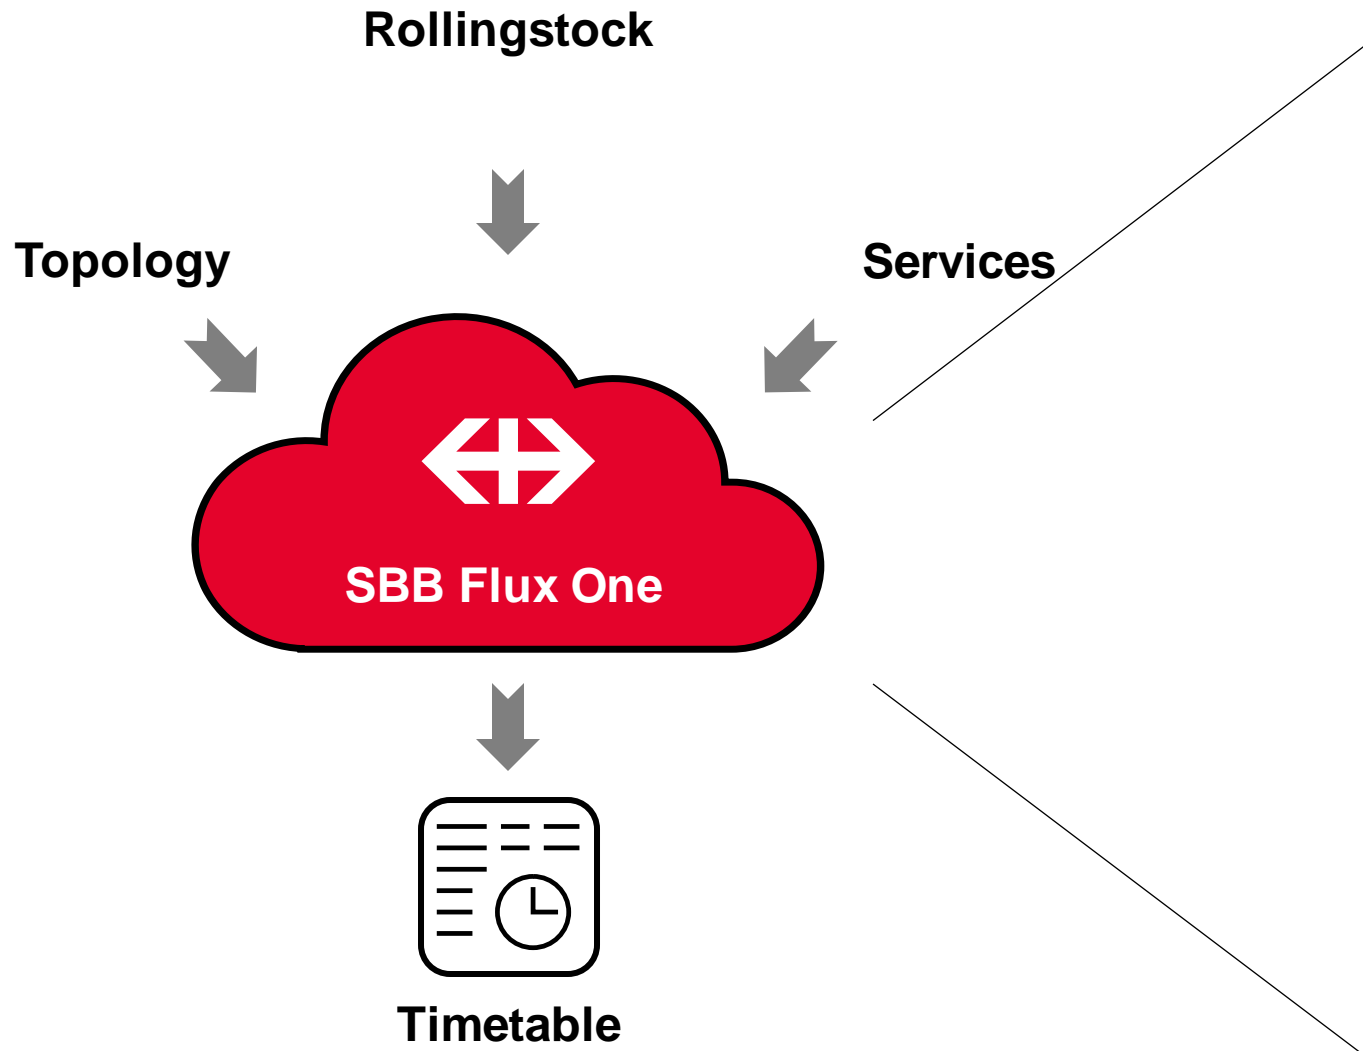 Rollingstock
Topology
Services
SBB Flux One
Timetable